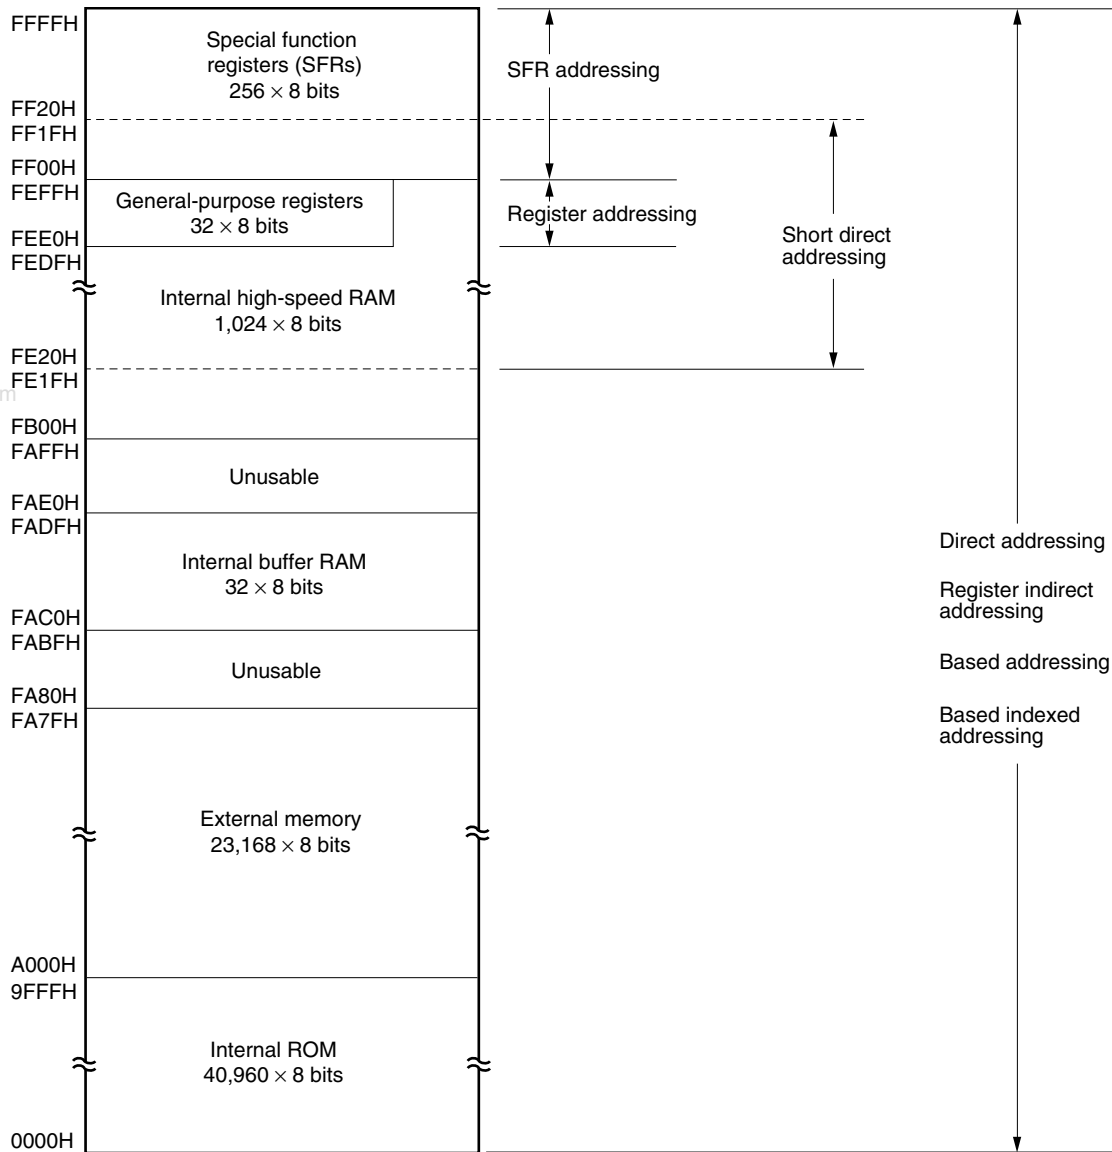 FFFFH
Special function
registers (SFRs)
256 × 8 bits
SFR addressing
FF20H
FF1FH
FF00H
FEFFH
General-purpose registers
32 × 8 bits
Register addressing
FEE0H
FEDFH
Short direct
addressing
Internal high-speed RAM
1,024 × 8 bits
FE20H
FE1FH
m
FB00H
FAFFH
Unusable
FAE0H
FADFH
Internal buffer RAM
32 × 8 bits
FAC0H
FABFH
Unusable
FA80H
FA7FH
Direct addressing
Register indirect
addressing
Based addressing
Based indexed
addressing
External memory
23,168 × 8 bits
A000H
9FFFH
Internal ROM
40,960 × 8 bits
0000H